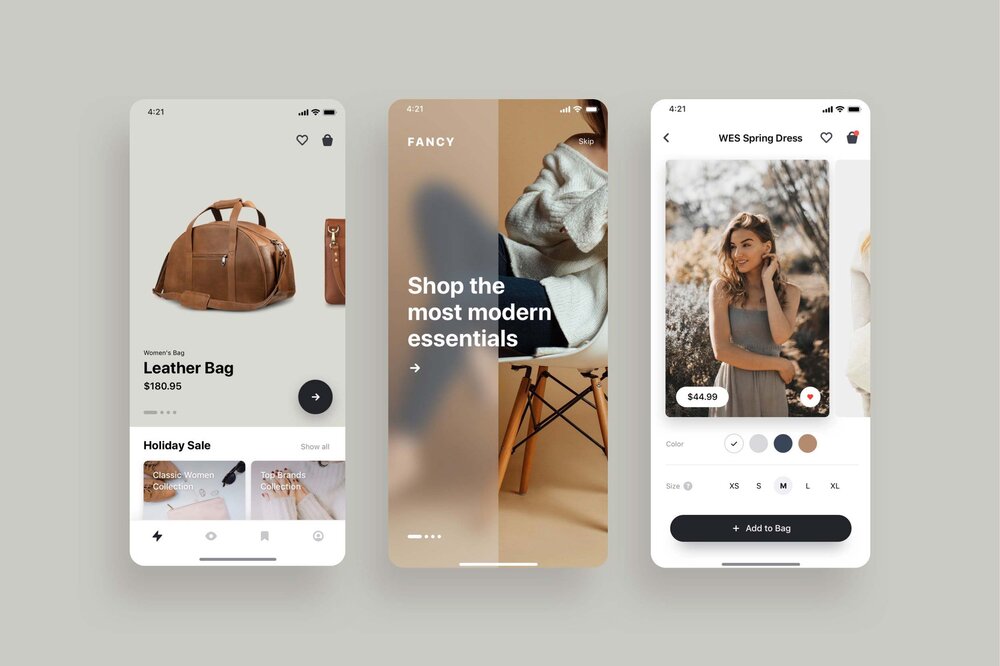 4:21
Women's Bag
Leather Bag
$180.95
Holiday Sale
Show all
Classic Women
Collection
Top Brands
Collection
4:21
FANCY
Skip
Shop the
most modern
essentials
4:21
WES Spring Dress
$44.99
Color
Size ?
XS S M L XL
+ Add to Bag